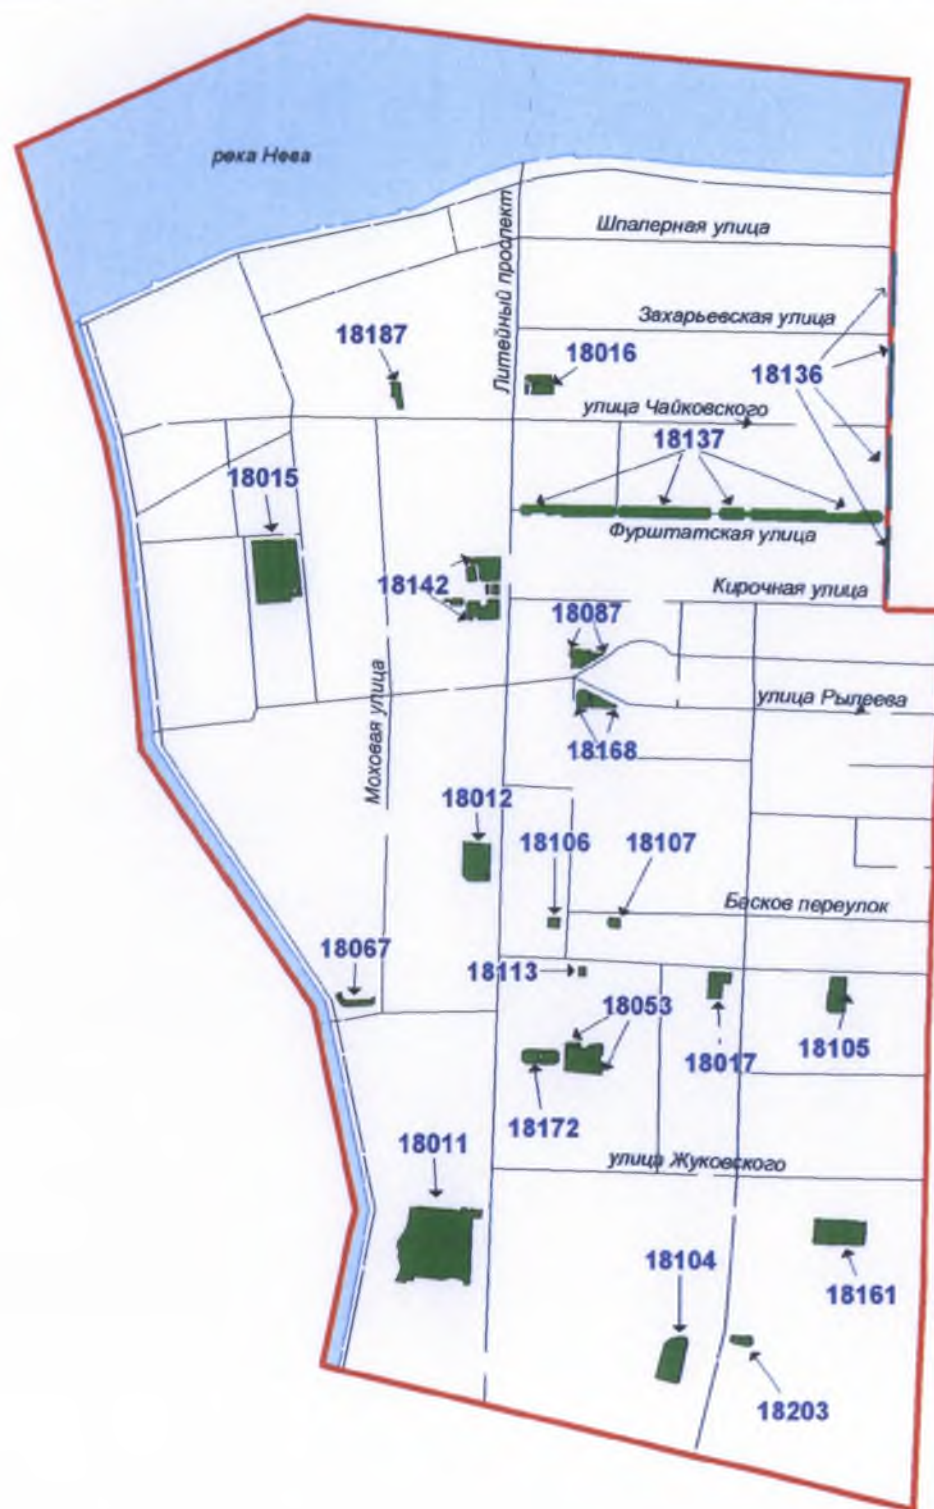 река Нева
Шпалерная улица
Литейный проспект
Захарьевская улица
18187
18016
18136
улица Чайковского
18137
18015
Фурштатская улица
18142
Кирочная улица
18087
улица Рылеева
Моховая улица
18168
18012
18106
18107
Басков переулок
18067
18113
18053
18017
18105
18172
18011
улица Жуковского
18104
18161
18203